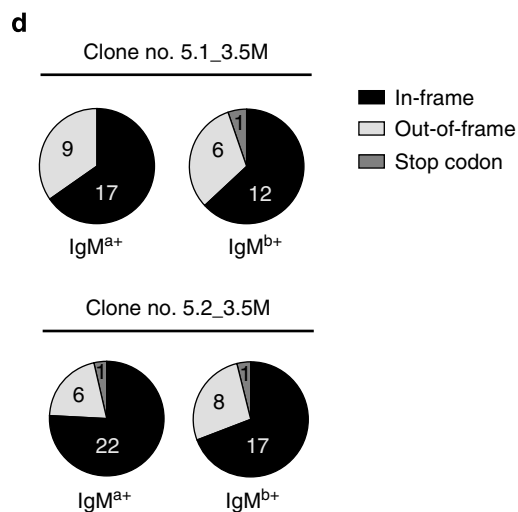 d
Clone no. 5.1_3.5M
In-frame
Out-of-frame
Stop codon
9
17
1
6
12
IgMa+
IgMb+
Clone no. 5.2_3.5M
1
6
22
1
8
17
IgMa+
IgMb+